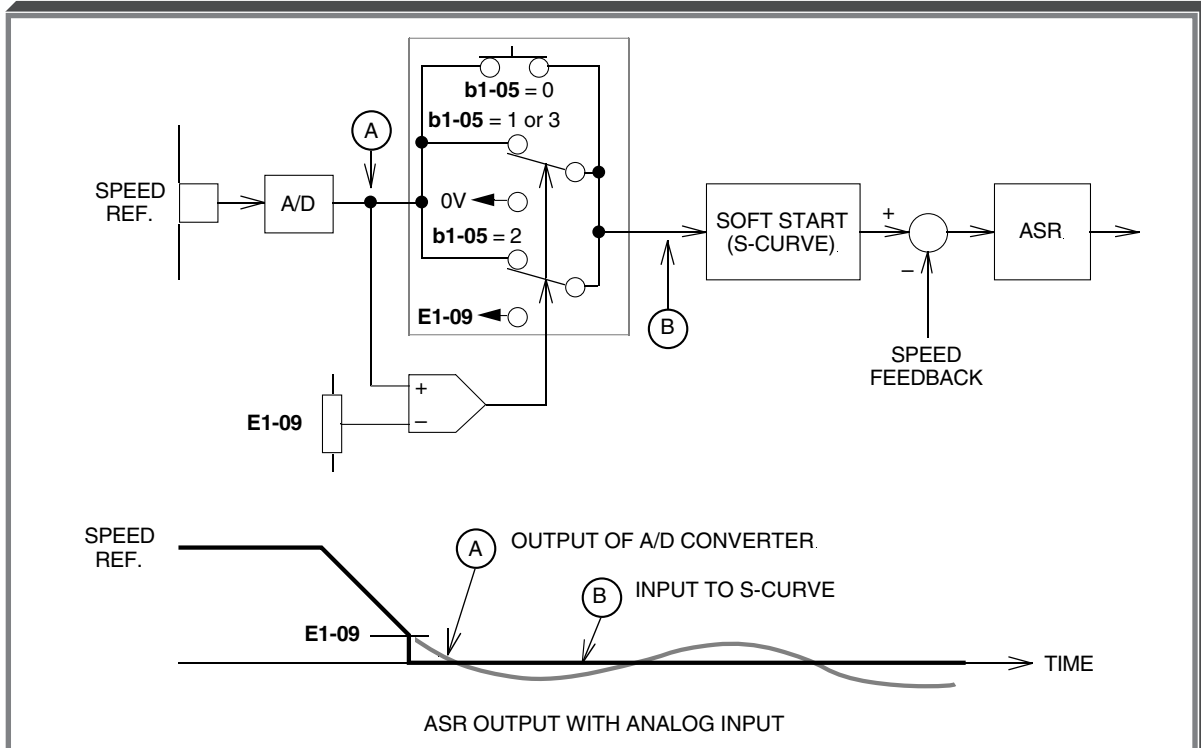 b1-05 = 0
b1-05 = 1 or 3
A
SPEED
REF.
A/D
0V
b1-05 = 2
E1-09
SOFT START
(S-CURVE)
+
−
ASR
B
SPEED
FEEDBACK
+
−
E1-09
SPEED
REF.
A
OUTPUT OF A/D CONVERTER
B
INPUT TO S-CURVE
E1-09
TIME
ASR OUTPUT WITH ANALOG INPUT